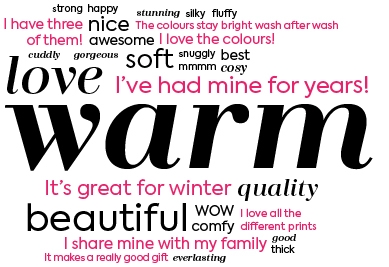 strong happy
I have three nice stunning silky fluffy
of them! The colours stay bright wash after wash
awesome I love the colours!
cuddly gorgeous soft snuggly best
love mmmm cosy
I've had mine for years!
warm
It's great for winter quality
beautiful WOW I love all the
comfy different prints
I share mine with my family good
thick
It makes a really good gift everlasting